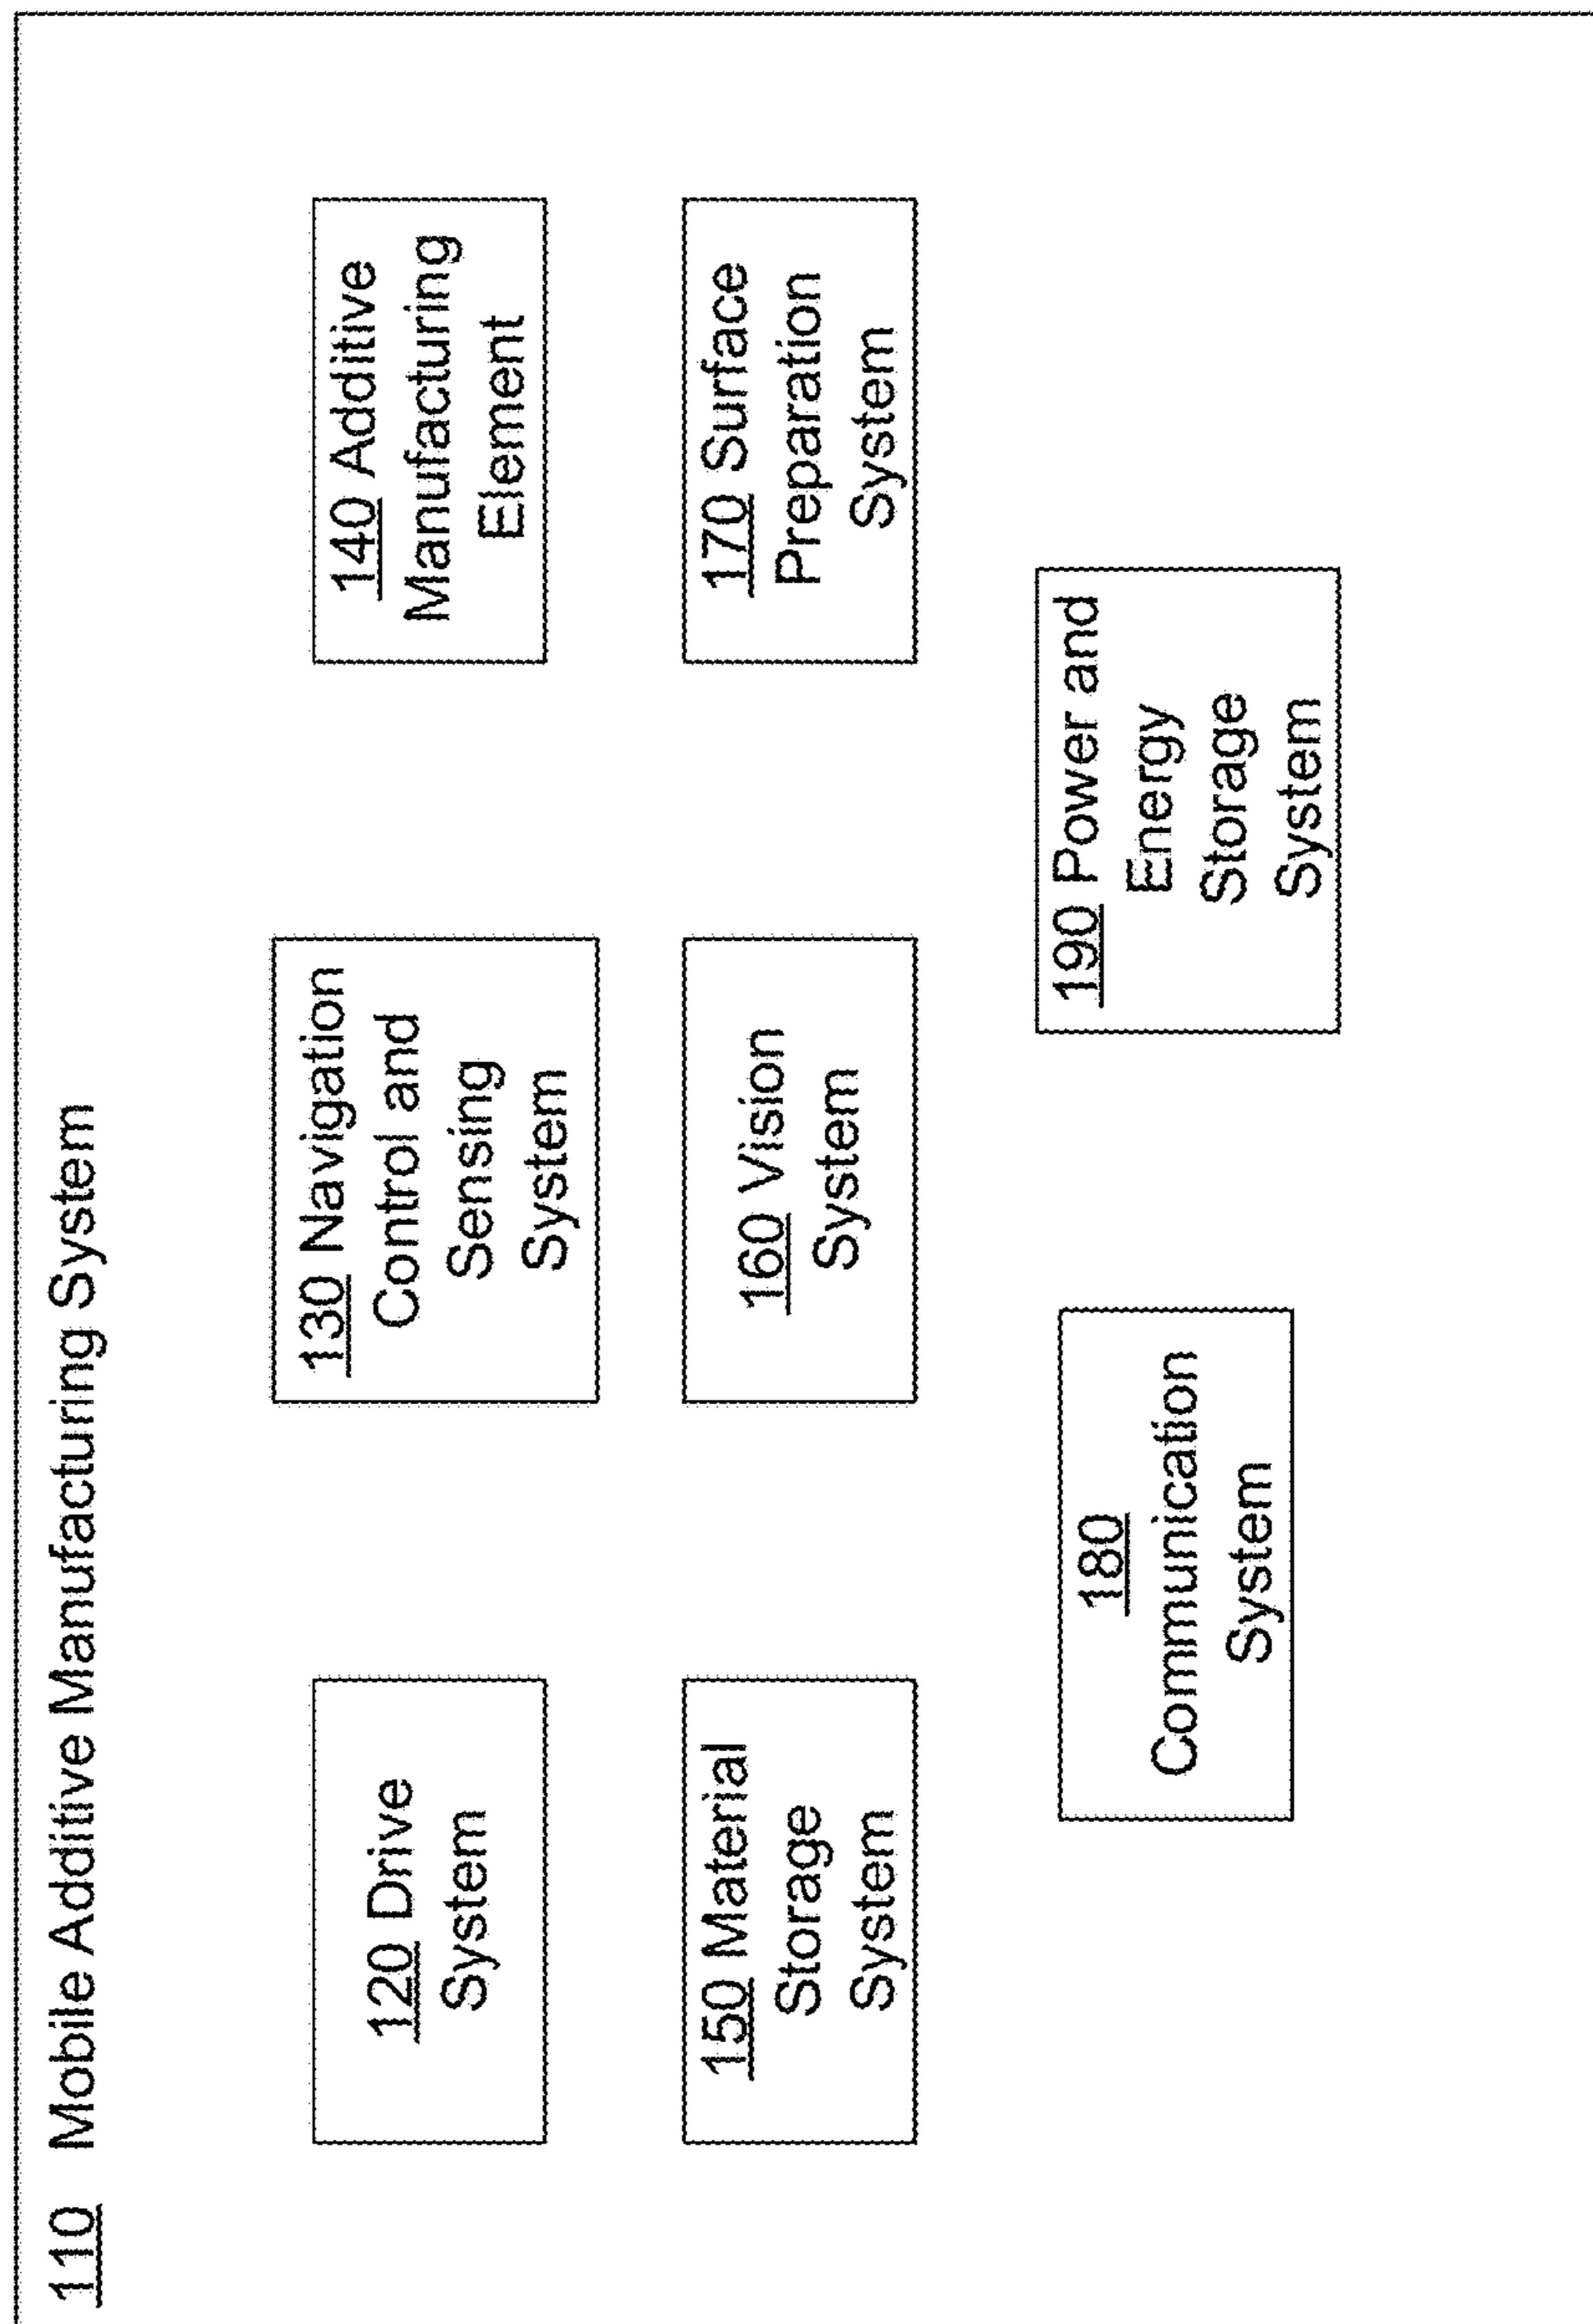 110 Mobile Additive Manufacturing System
120 Drive
System
130 Navigation
Control and
Sensing
System
140 Additive
Manufacturing
Element
150 Material
Storage
System
160 Vision
System
170 Surface
Preparation
System
180
Communication
System
190 Power and
Energy
Storage
System